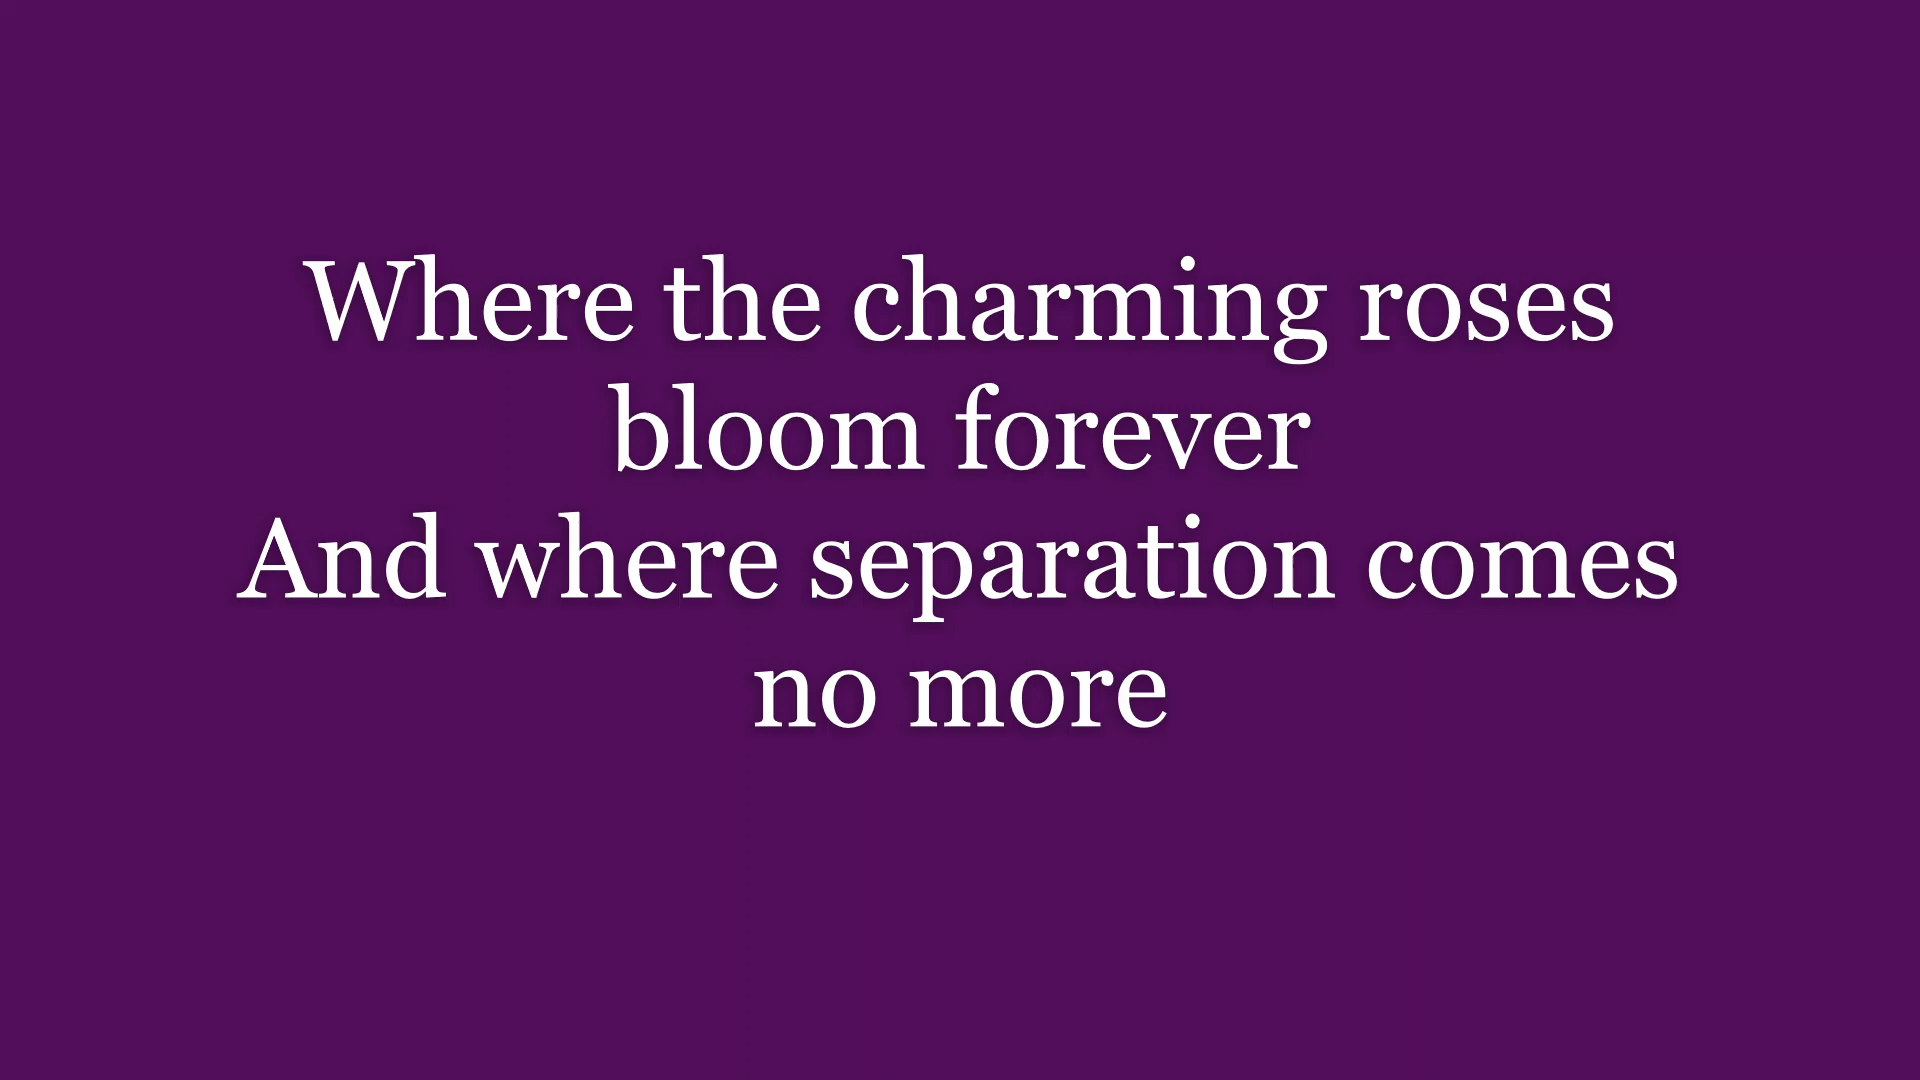 Where the charming roses
bloom forever
And where separation comes
no more